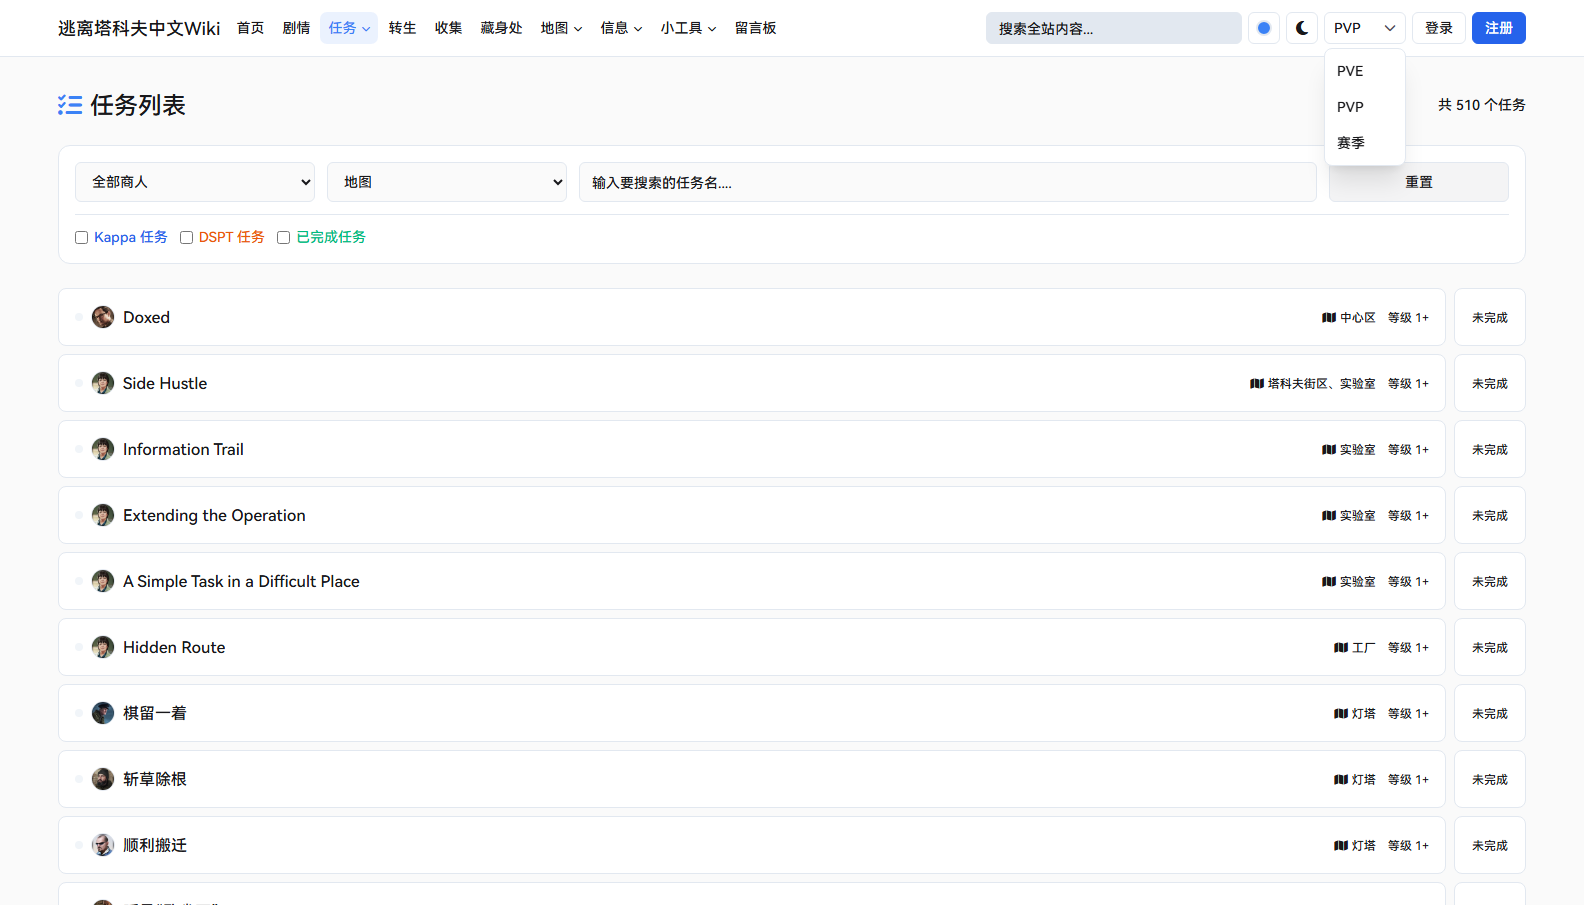 逃离塔科夫中文Wiki 首页 剧情 任务 转生 收集 藏身处 地图 信息 小工具 留言板 搜索全站内容... PVP 登录 注册
PVE
PVP
赛季
任务列表 共 510 个任务
全部商人 地图 输入要搜索的任务名.... 重置
Kappa 任务 DSPT 任务 已完成任务
Doxed 中心区 等级 1+ 未完成
Side Hustle 塔科夫街区、实验室 等级 1+ 未完成
Information Trail 实验室 等级 1+ 未完成
Extending the Operation 实验室 等级 1+ 未完成
A Simple Task in a Difficult Place 实验室 等级 1+ 未完成
Hidden Route 工厂 等级 1+ 未完成
棋留一着 灯塔 等级 1+ 未完成
斩草除根 灯塔 等级 1+ 未完成
顺利搬迁 灯塔 等级 1+ 未完成